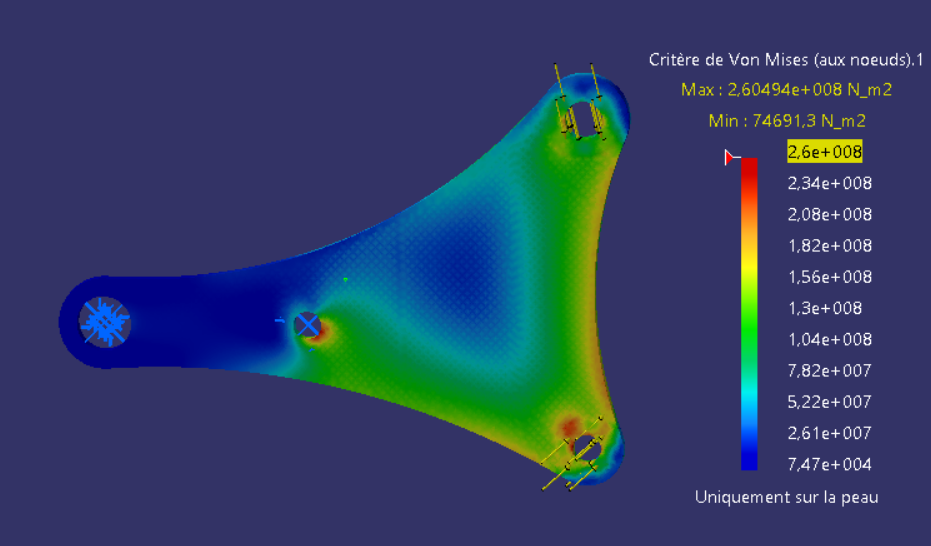 Critère de Von Mises (aux noeuds).1
Max : 2,60494e+008 N_m2
Min : 74691,3 N_m2
2,6e+008
2,34e+008
2,08e+008
1,82e+008
1,56e+008
1,3e+008
1,04e+008
7,82e+007
5,22e+007
2,61e+007
7,47e+004
Uniquement sur la peau